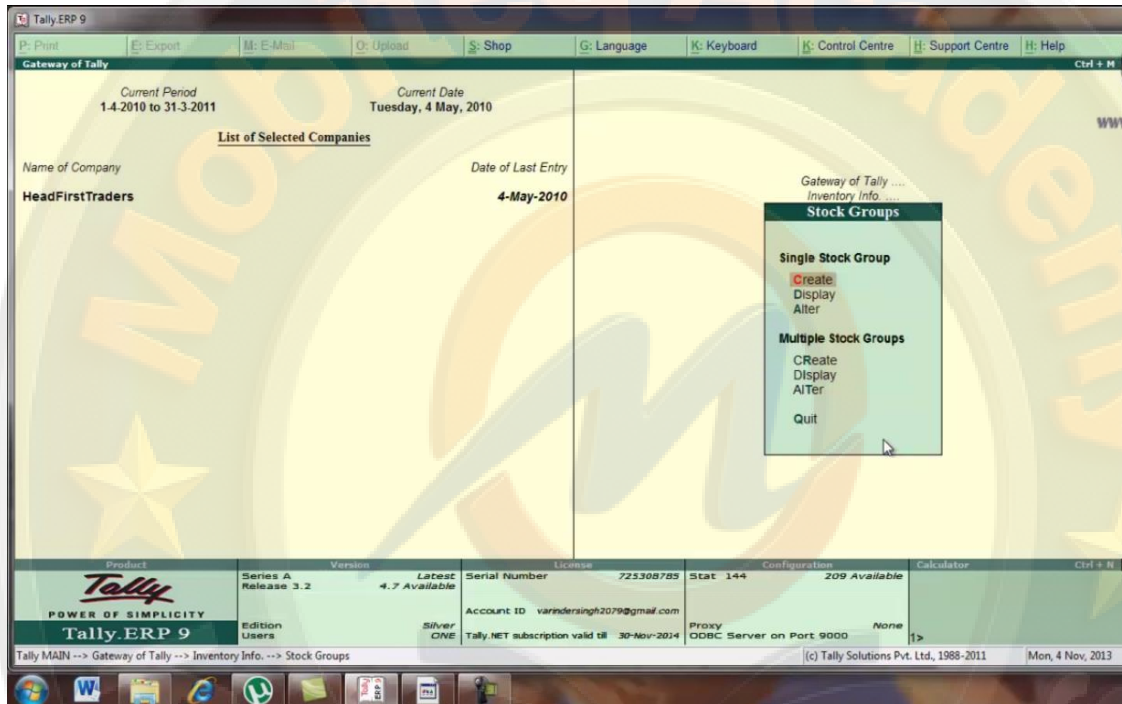 Tally.ERP 9
P: Print E: Export M: E-Mail O: Upload S: Shop G: Language K: Keyboard K: Control Centre H: Support Centre H: Help
Gateway of Tally Ctrl + M
Current Period Current Date
1-4-2010 to 31-3-2011 Tuesday, 4 May, 2010
List of Selected Companies
Name of Company Date of Last Entry
HeadFirstTraders 4-May-2010
Gateway of Tally ....
Inventory Info. ....
Stock Groups
Single Stock Group
Create
Display
Alter
Multiple Stock Groups
CReate
DIsplay
AlTer
Quit
Product Version License Configuration Calculator Ctrl + N
Tally
POWER OF SIMPLICITY
Tally.ERP 9
Series A Latest
Release 3.2 4.7 Available
Edition Silver
Users ONE
Serial Number 725308785
Account ID varindersingh2079@gmail.com
Tally.NET subscription valid till 30-Nov-2014
Stat 144 209 Available
Proxy None
ODBC Server on Port 9000
1>
Tally MAIN --> Gateway of Tally --> Inventory Info. --> Stock Groups (c) Tally Solutions Pvt. Ltd., 1988-2011 Mon, 4 Nov, 2013